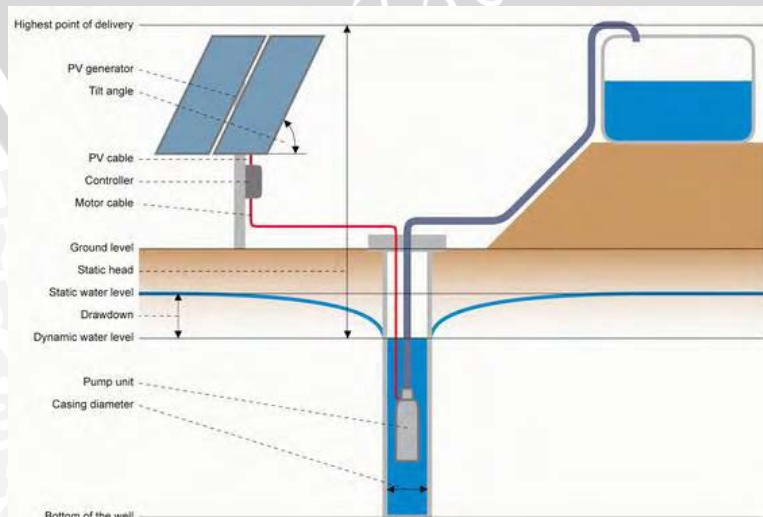 Highest point of delivery
PV generator
Tilt angle
PV cable
Controller
Motor cable
Ground level
Static head
Static water level
Drawdown
Dynamic water level
Pump unit
Casing diameter
Bottom of the well